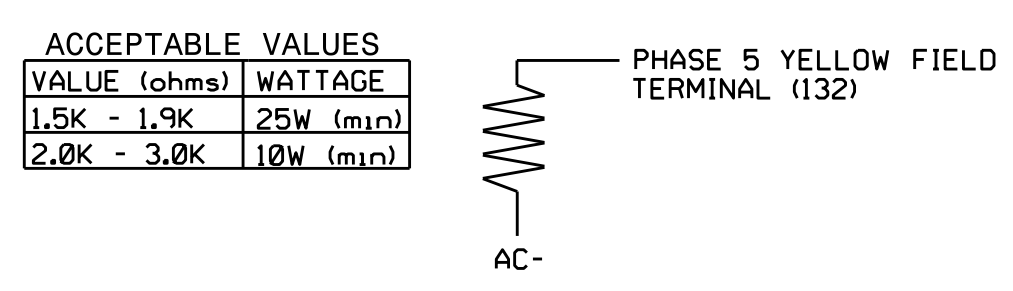 ACCEPTABLE VALUES
VALUE (ohms) WATTAGE
1.5K - 1.9K 25W (min)
2.0K - 3.0K 10W (min)
PHASE 5 YELLOW FIELD
TERMINAL (132)
AC-